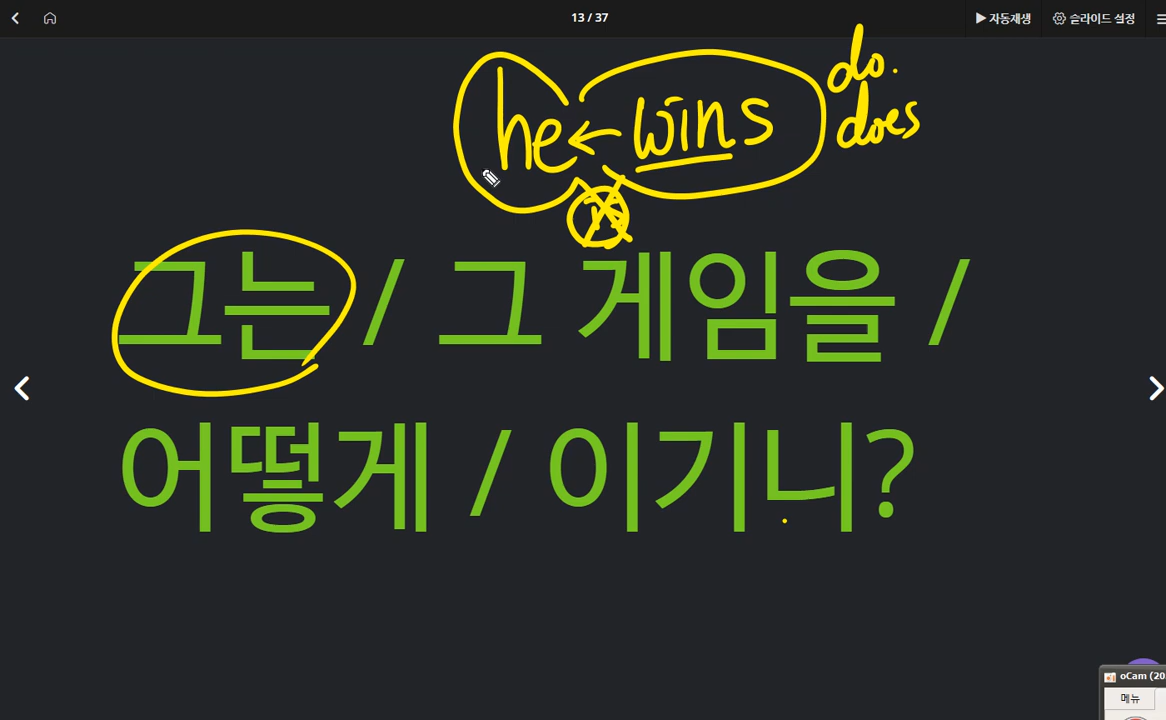 13 / 37
▶ 자동재생
슬라이드 설정
do.
he ← wins
does
그는 / 그 게임을 /
어떻게 / 이기니?
oCam (20
메뉴